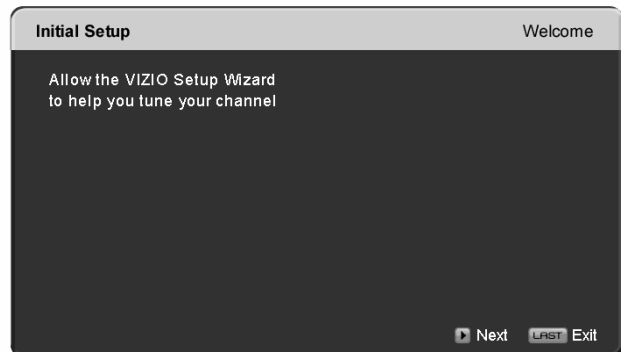 Initial Setup Welcome
Allow the VIZIO Setup Wizard
to help you tune your channel
Next LAST Exit